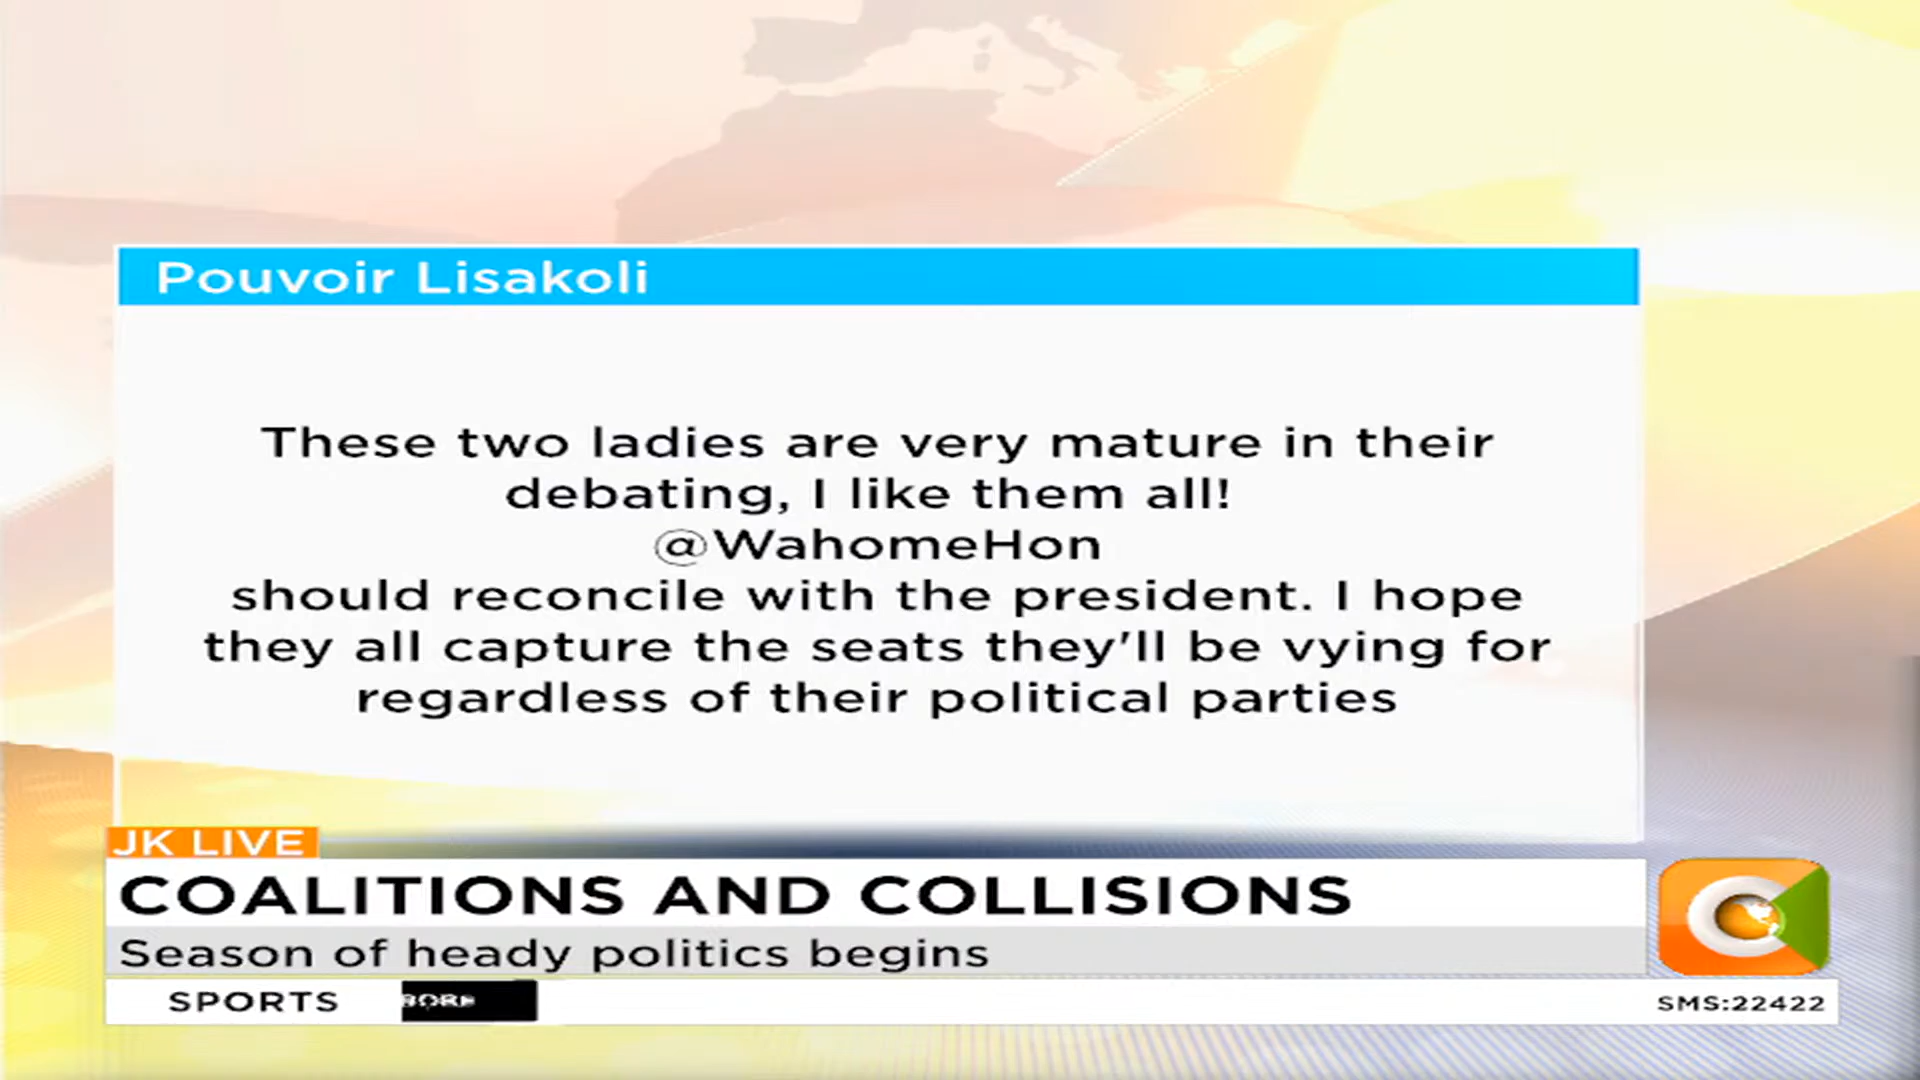 Pouvoir Lisakoli
These two ladies are very mature in their
debating, I like them all!
@WahomeHon
should reconcile with the president. I hope
they all capture the seats they'll be vying for
regardless of their political parties
JK LIVE
COALITIONS AND COLLISIONS
Season of heady politics begins
SPORTS
SMS:22422